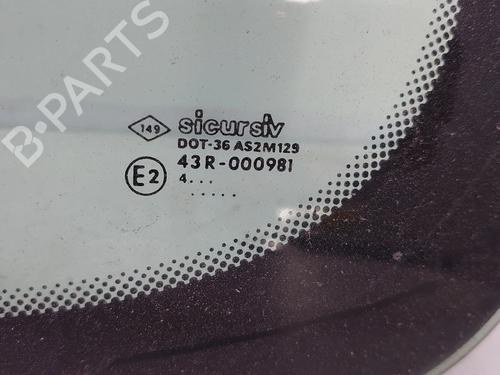 B-PARTS
149 sicursiv
DOT-36 AS2M129
E2 43R-000981
4...
.....